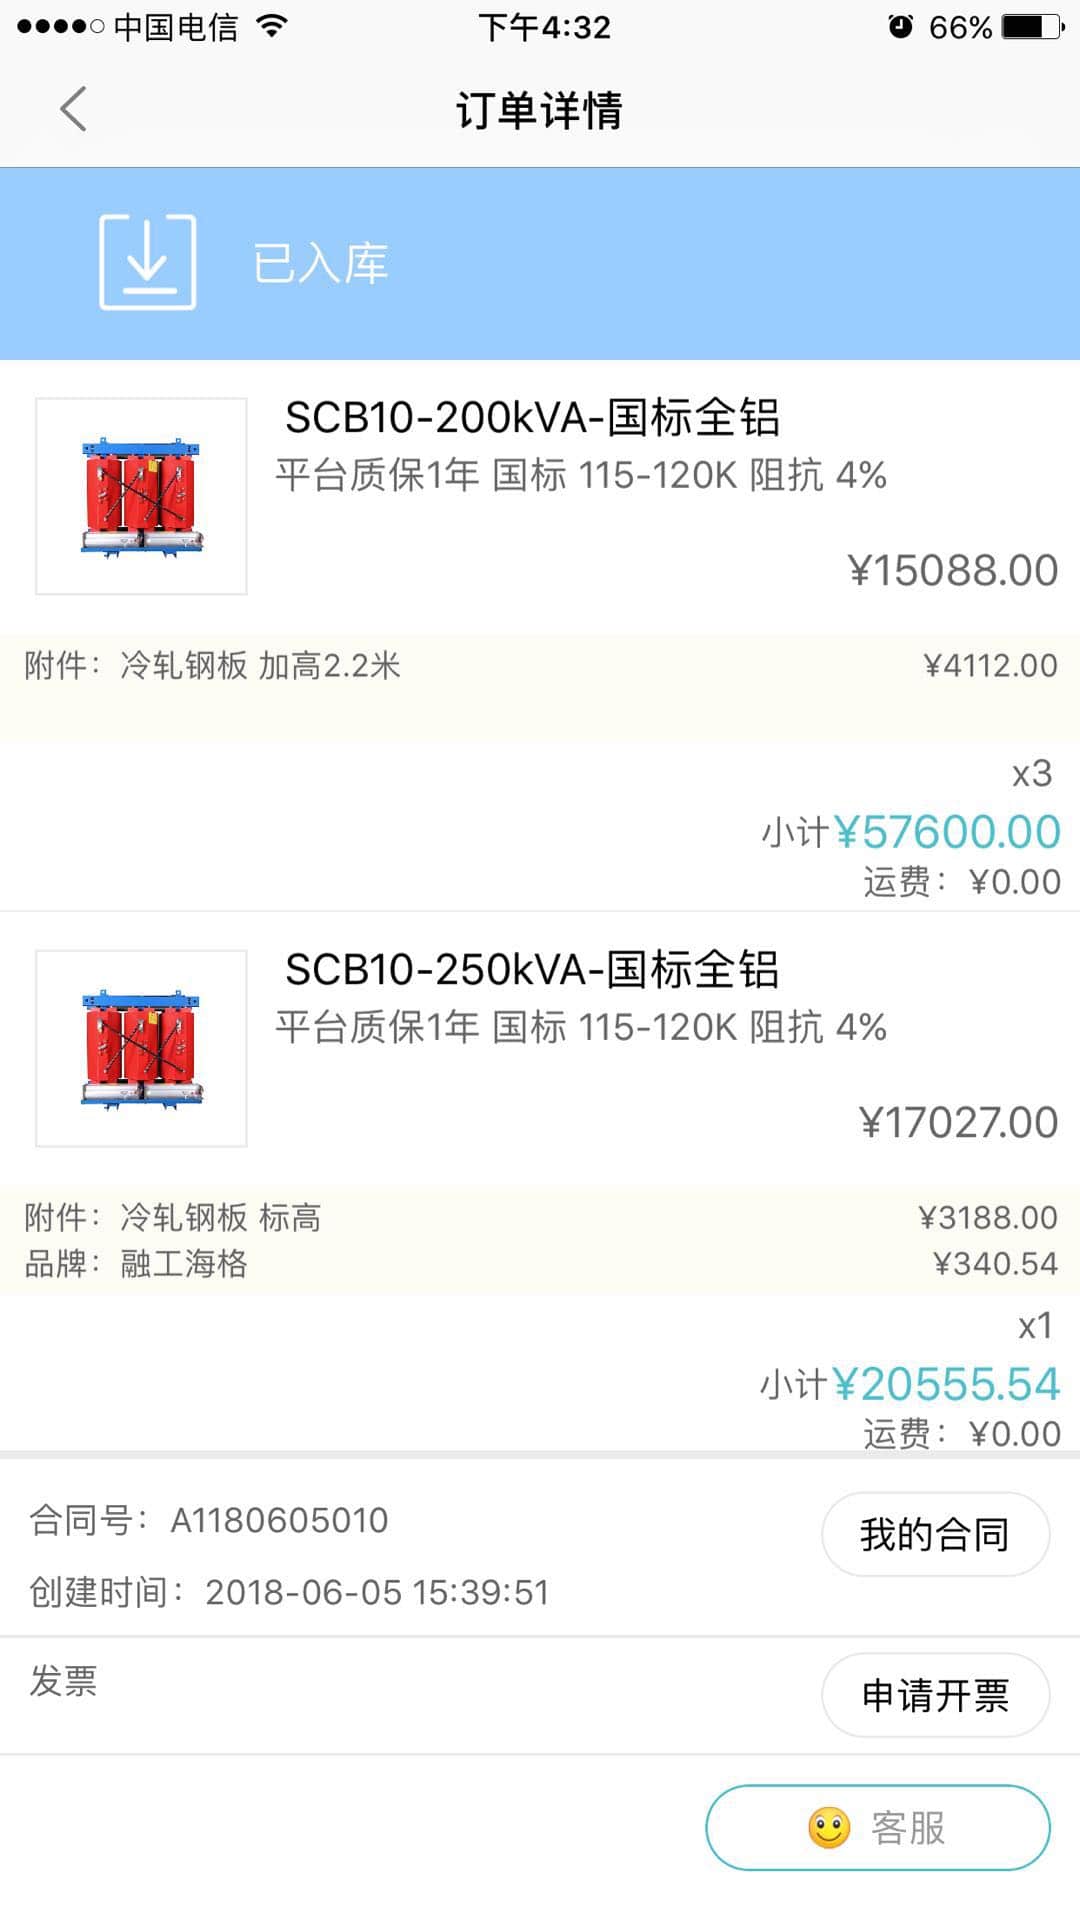 中国电信 下午4:32 66%
订单详情
已入库
SCB10-200kVA-国标全铝
平台质保1年 国标 115-120K 阻抗 4%
¥15088.00
附件：冷轧钢板 加高2.2米 ¥4112.00
x3
小计¥57600.00
运费：¥0.00
SCB10-250kVA-国标全铝
平台质保1年 国标 115-120K 阻抗 4%
¥17027.00
附件：冷轧钢板 标高 ¥3188.00
品牌：融工海格 ¥340.54
x1
小计¥20555.54
运费：¥0.00
合同号：A1180605010
我的合同
创建时间：2018-06-05 15:39:51
发票
申请开票
客服